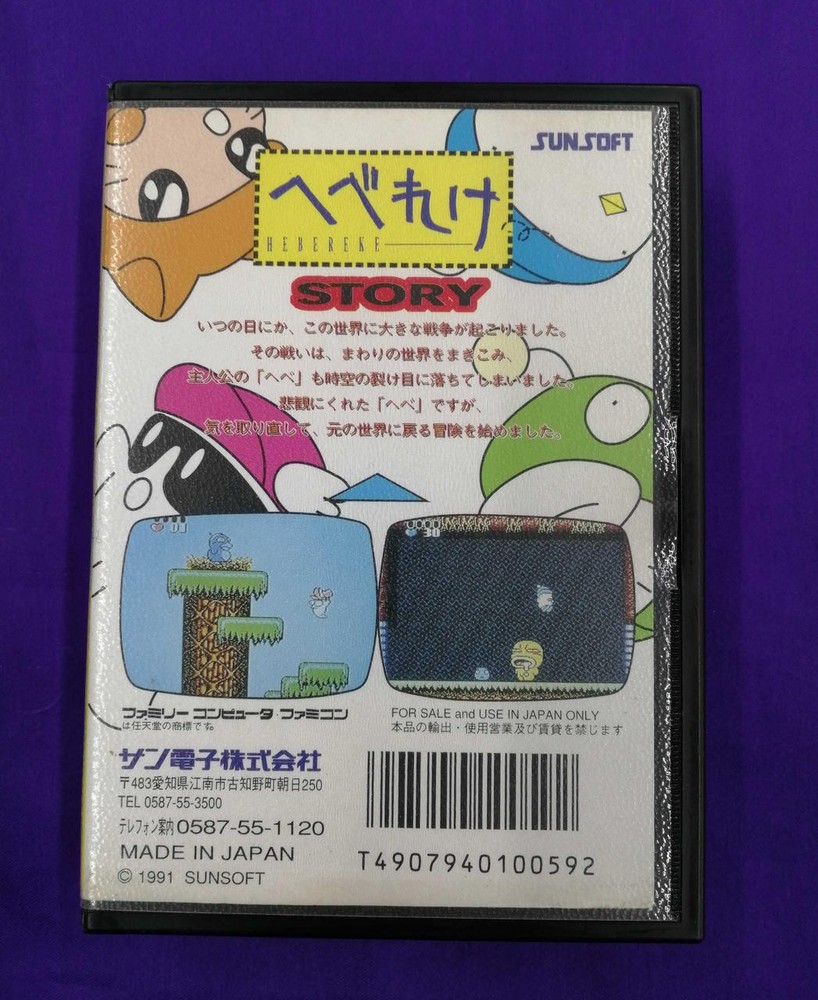 SUNSOFT
へべれけ
HEBEREKE
STORY
いつの日にか、この世界に大きな戦争が起こりました。
その戦いは、まわりの世界をまきこみ、
主人公の「へべ」も時空の裂け目に落ちてしまいました。
悲観にくれた「へべ」ですが、
気を取り直して、元の世界に戻る冒険を始めました。
01
30
ファミリーコンピュータ・ファミコン
は任天堂の商標です。
FOR SALE and USE IN JAPAN ONLY
本品の輸出・使用営業及び賃貸を禁じます
サン電子株式会社
〒483愛知県江南市古知野町朝日250
TEL 0587-55-3500
テレフォン案内0587-55-1120
MADE IN JAPAN
© 1991 SUNSOFT
T4907940100592